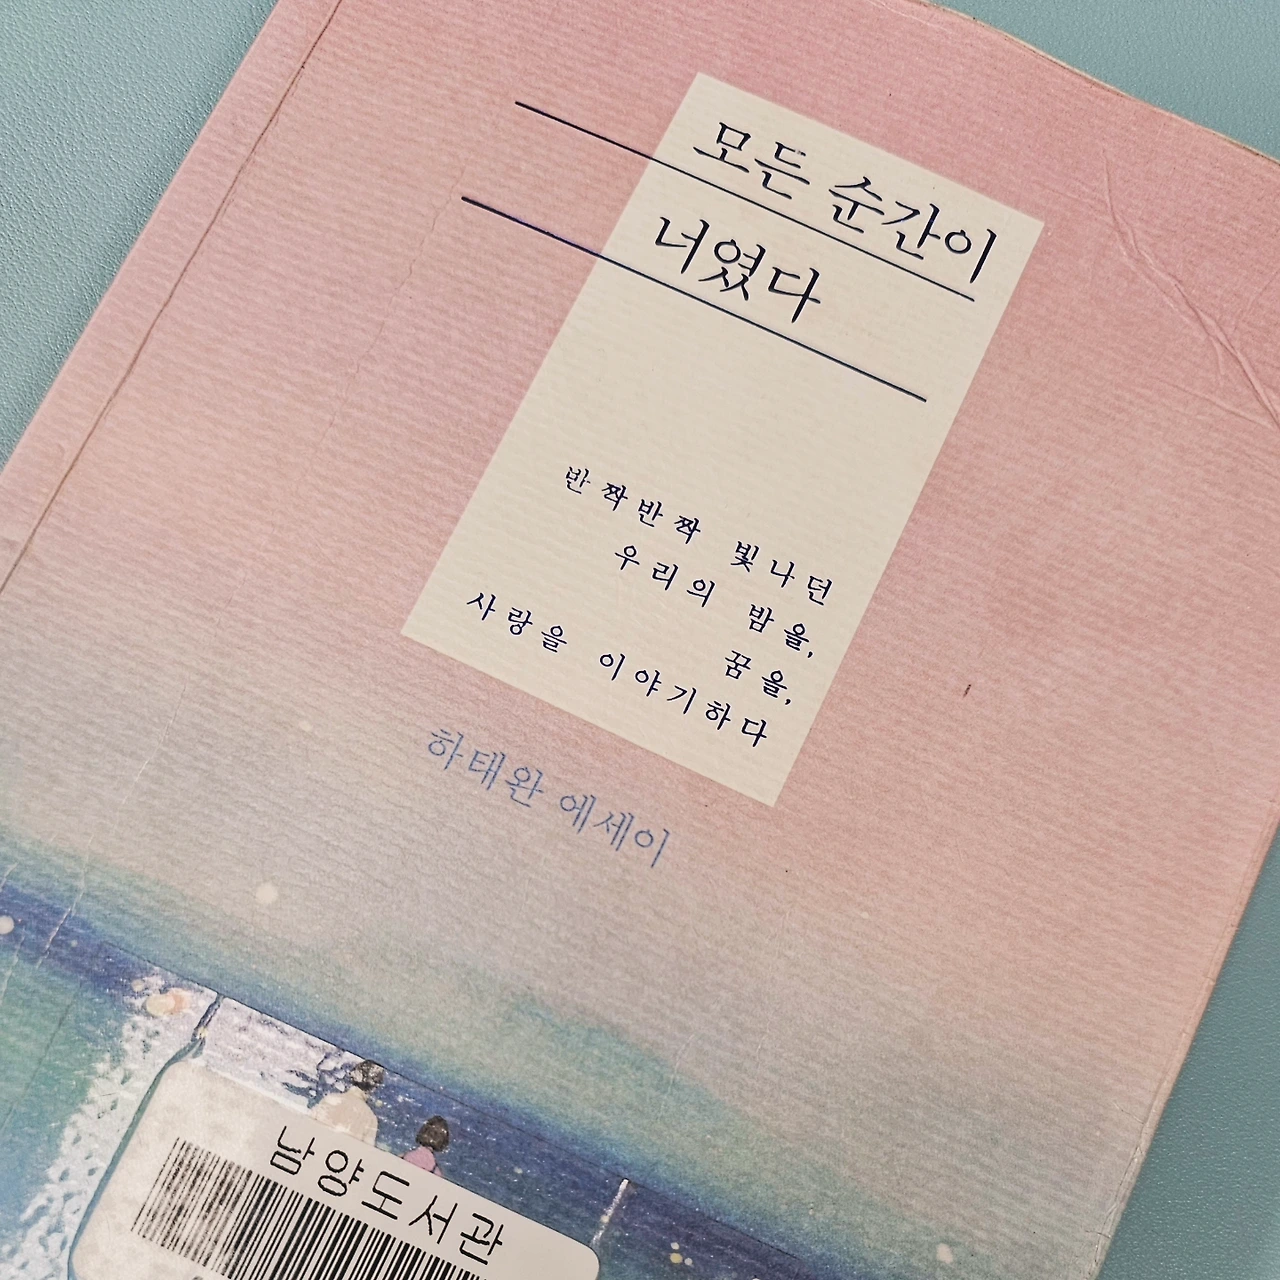 모든 순간이
너였다
반짝반짝 빛나던
우리의 밤을,
꿈을,
사랑을 이야기하다
하태완 에세이
남양도서관